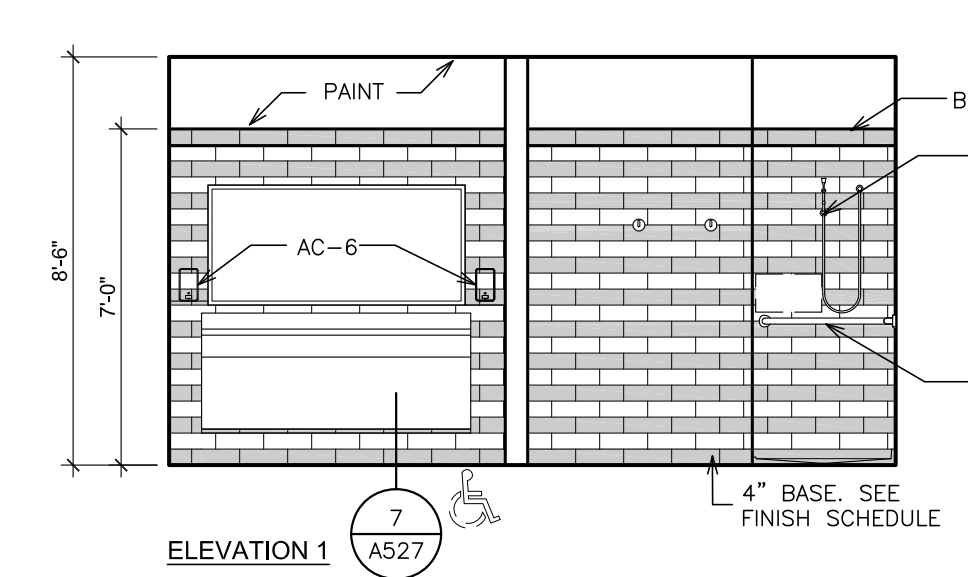 PAINT
B
8'-6"
7'-0"
AC-6
4" BASE. SEE
FINISH SCHEDULE
7
A527
ELEVATION 1